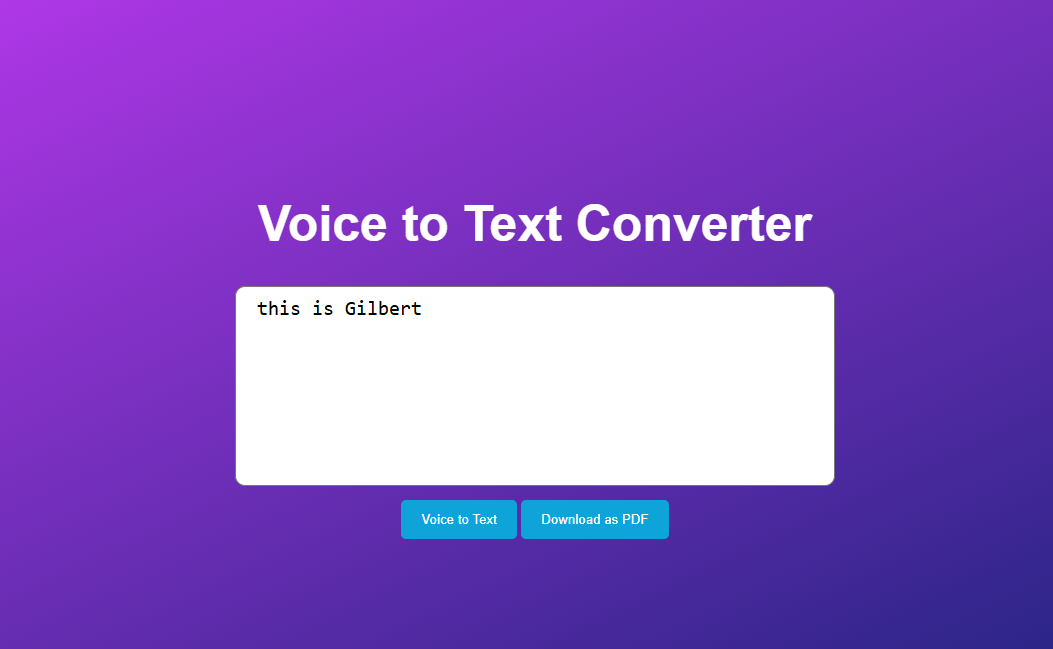 Voice to Text Converter
this is Gilbert
Voice to Text Download as PDF